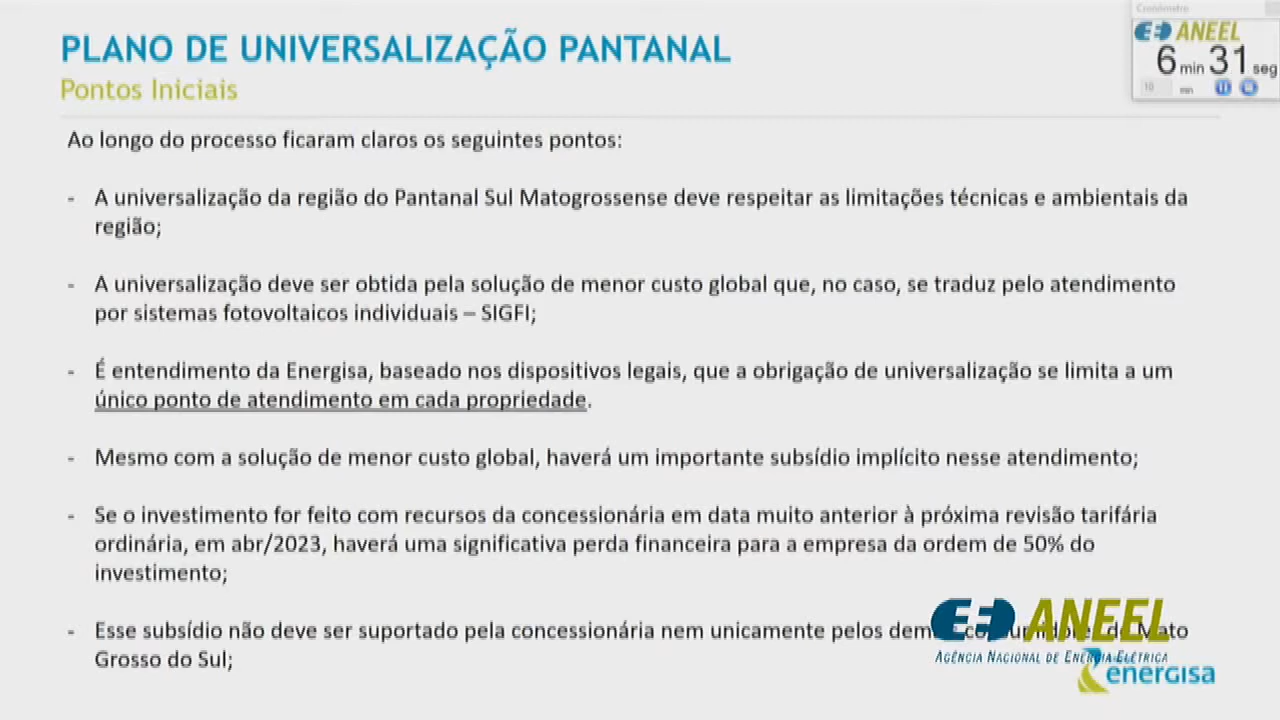 PLANO DE UNIVERSALIZAÇÃO PANTANAL
Pontos Iniciais
Cronômetro
ANEEL
6 min 31 seg
10 min
Ao longo do processo ficaram claros os seguintes pontos:
- A universalização da região do Pantanal Sul Matogrossense deve respeitar as limitações técnicas e ambientais da
região;
- A universalização deve ser obtida pela solução de menor custo global que, no caso, se traduz pelo atendimento
por sistemas fotovoltaicos individuais – SIGFI;
- É entendimento da Energisa, baseado nos dispositivos legais, que a obrigação de universalização se limita a um
único ponto de atendimento em cada propriedade.
- Mesmo com a solução de menor custo global, haverá um importante subsídio implícito nesse atendimento;
- Se o investimento for feito com recursos da concessionária em data muito anterior à próxima revisão tarifária
ordinária, em abr/2023, haverá uma significativa perda financeira para a empresa da ordem de 50% do
investimento;
- Esse subsídio não deve ser suportado pela concessionária nem unicamente pelos demais consumidores do Mato
Grosso do Sul;
ANEEL
AGÊNCIA NACIONAL DE ENERGIA ELÉTRICA
energisa